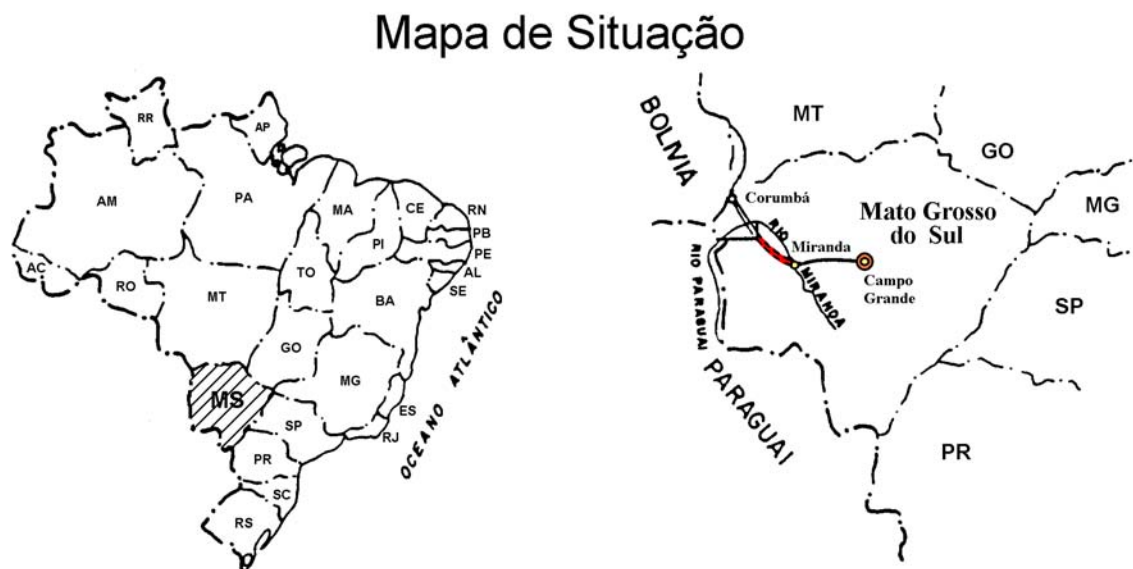 Mapa de Situação
RR
AP
AM
PA
MA
CE
RN
PB
PE
AL
SE
PI
AC
RO
TO
MT
BA
GO
MG
MS
ES
SP
RJ
PR
SC
RS
OCEANO ATLÂNTICO
BOLIVIA
MT
GO
MG
Corumbá
Mato Grosso
do Sul
RIO
MIRANDA
Miranda
Campo
Grande
RIO PARAGUAI
SP
PARAGUAI
PR